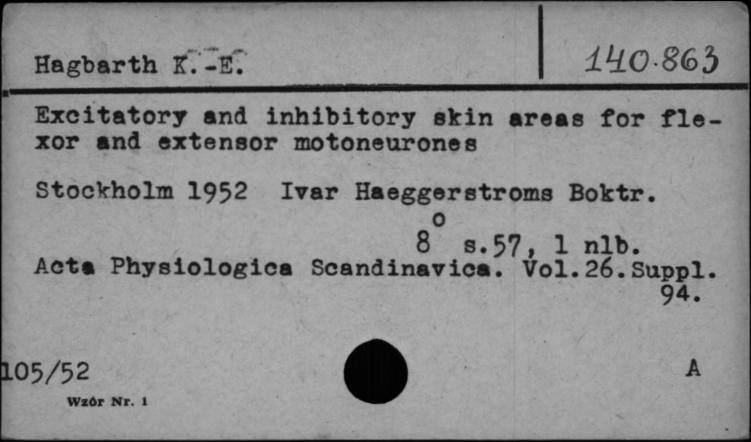 Hagbarth K.-E.
140.863
Excitatory and inhibitory skin areas for fle-
xor and extensor motoneurones
Stockholm 1952 Ivar Haeggerstroms Boktr.
8° s.57, 1 nlb.
Acta Physiologica Scandinavica. Vol.26.Suppl.
94.
105/52
A
Wzór Nr. 1